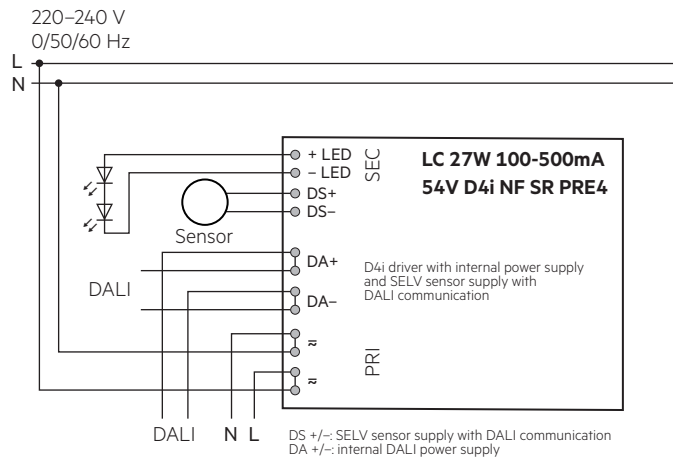 220–240 V
0/50/60 Hz
L
N
+ LED
– LED
DS+
DS–
SEC
LC 27W 100-500mA
54V D4i NF SR PRE4
Sensor
DA+
DALI
DA–
D4i driver with internal power supply
and SELV sensor supply with
DALI communication
≂
≂
PRI
DALI N L
DS +/–: SELV sensor supply with DALI communication
DA +/–: internal DALI power supply